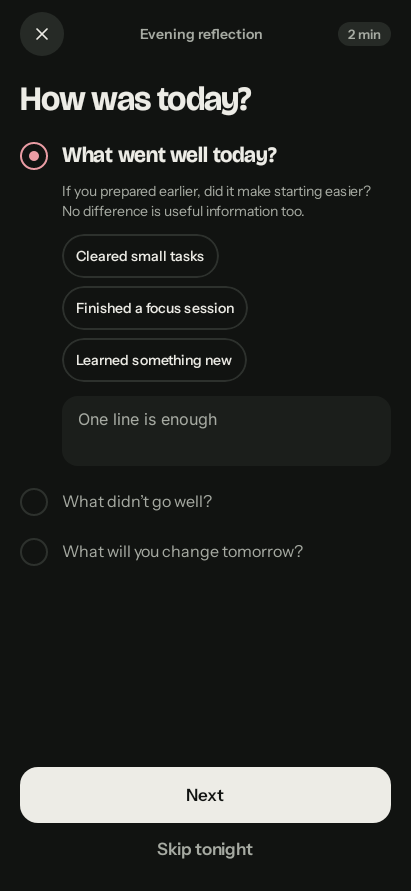 Evening reflection
2 min
How was today?
What went well today?
If you prepared earlier, did it make starting easier?
No difference is useful information too.
Cleared small tasks
Finished a focus session
Learned something new
One line is enough
What didn’t go well?
What will you change tomorrow?
Next
Skip tonight